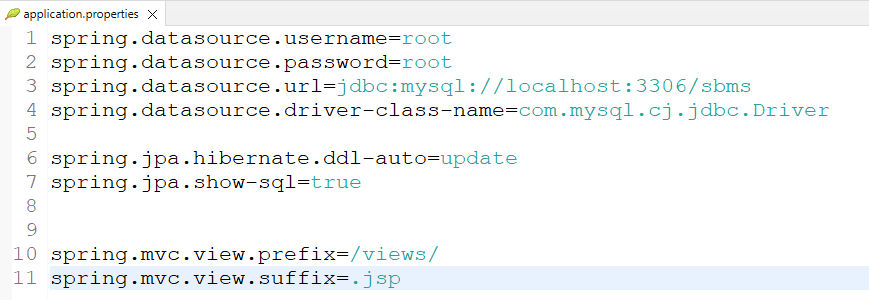 application.properties
1 spring.datasource.username=root
2 spring.datasource.password=root
3 spring.datasource.url=jdbc:mysql://localhost:3306/sbms
4 spring.datasource.driver-class-name=com.mysql.cj.jdbc.Driver
5
6 spring.jpa.hibernate.ddl-auto=update
7 spring.jpa.show-sql=true
8
9
10 spring.mvc.view.prefix=/views/
11 spring.mvc.view.suffix=.jsp